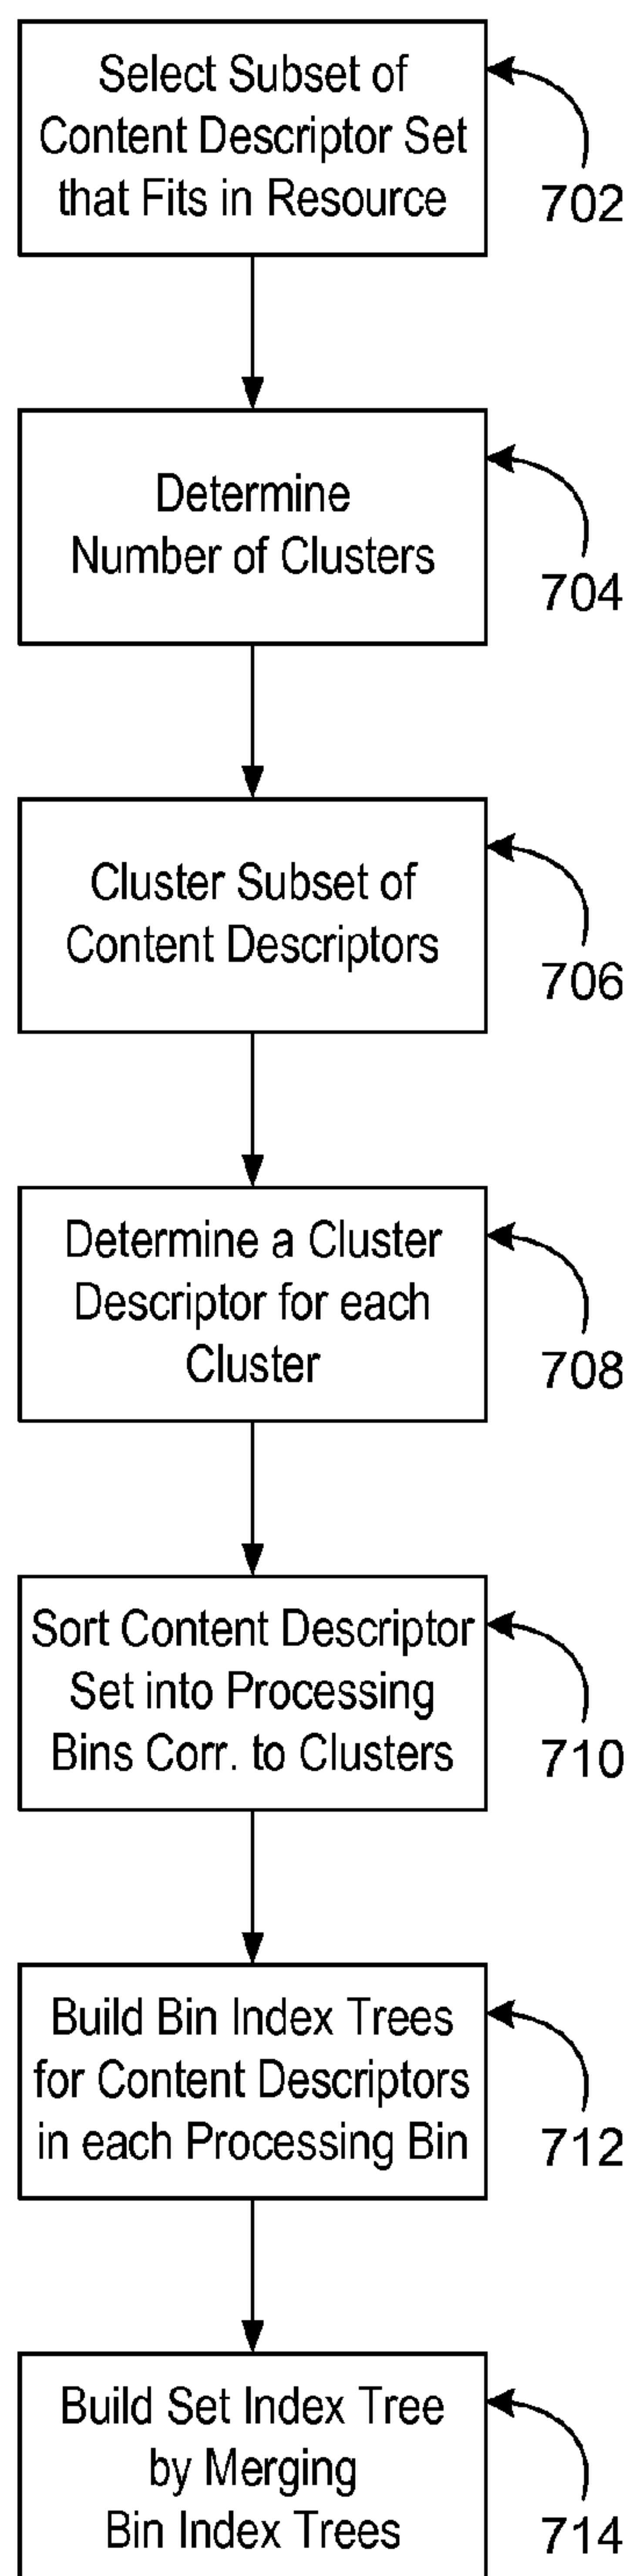 Select Subset of
Content Descriptor Set
that Fits in Resource
702
Determine
Number of Clusters
704
Cluster Subset of
Content Descriptors
706
Determine a Cluster
Descriptor for each
Cluster
708
Sort Content Descriptor
Set into Processing
Bins Corr. to Clusters
710
Build Bin Index Trees
for Content Descriptors
in each Processing Bin
712
Build Set Index Tree
by Merging
Bin Index Trees
714